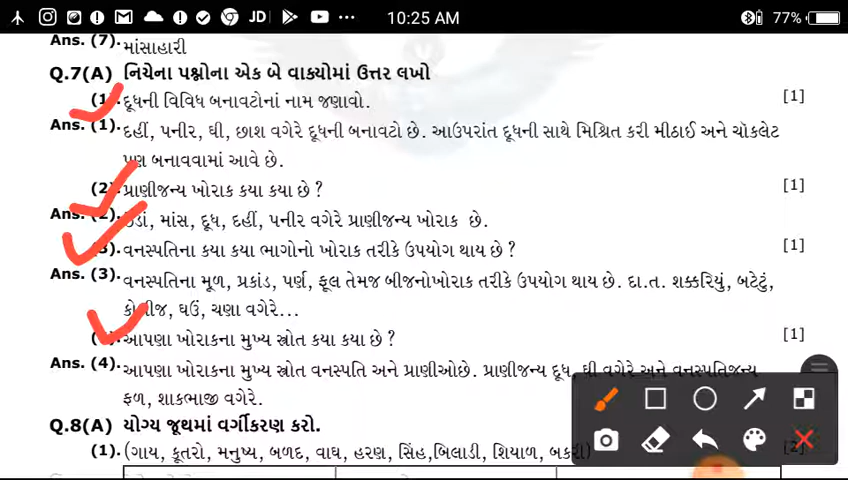 JD 10:25 AM 77%
Ans. (7). માંસાહારી
Q.7(A) નિચેના પશ્નોના એક બે વાક્યોમાં ઉત્તર લખો
(1). દૂધની વિવિધ બનાવટોનાં નામ જણાવો. [1]
Ans. (1). દહીં, પનીર, ઘી, છાશ વગેરે દૂધની બનાવટો છે. આઉપરાંત દૂધની સાથે મિશ્રિત કરી મીઠાઈ અને ચૉકલેટ
પણ બનાવવામાં આવે છે.
(2). પ્રાણીજન્ય ખોરાક કયા કયા છે ? [1]
Ans. (2). ઈંડાં, માંસ, દૂધ, દહીં, પનીર વગેરે પ્રાણીજન્ય ખોરાક છે.
(3). વનસ્પતિના કયા કયા ભાગોનો ખોરાક તરીકે ઉપયોગ થાય છે ? [1]
Ans. (3). વનસ્પતિના મૂળ, પ્રકાંડ, પર્ણ, ફૂલ તેમજ બીજનોખોરાક તરીકે ઉપયોગ થાય છે. દા.ત. શક્કરિયું, બટેટું,
ઘઉં, ચણા વગેરે...
આપણા ખોરાકના મુખ્ય સ્ત્રોત કયા કયા છે ? [1]
Ans. (4). આપણા ખોરાકના મુખ્ય સ્ત્રોત વનસ્પતિ અને પ્રાણીઓછે. પ્રાણીજન્ય દૂધ, ઘી વગેરે અને વનસ્પતિજન્ય
ફળ, શાકભાજી વગેરે.
Q.8(A) યોગ્ય જૂથમાં વર્ગીકરણ કરો.
(1). (ગાય, કૂતરો, મનુષ્ય, બળદ, વાઘ, હરણ, સિંહ,બિલાડી, શિયાળ, બકરી) [2]